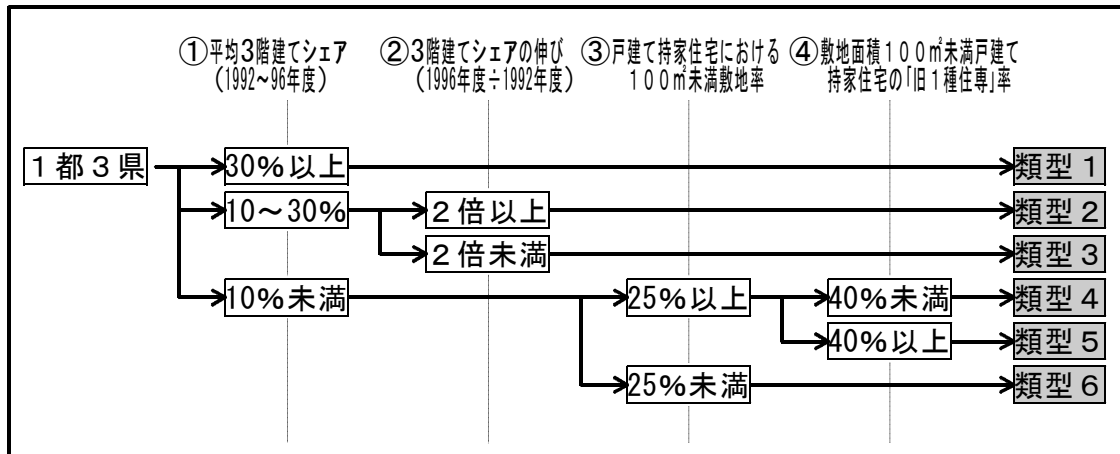 ①平均3階建てシェア
(1992~96年度)
②3階建てシェアの伸び
(1996年度÷1992年度)
③戸建て持家住宅における
100㎡未満敷地率
④敷地面積100㎡未満戸建て
持家住宅の「旧1種住専」率
1都3県
30%以上
類型1
10~30%
2倍以上
類型2
2倍未満
類型3
10%未満
25%以上
40%未満
類型4
40%以上
類型5
25%未満
類型6